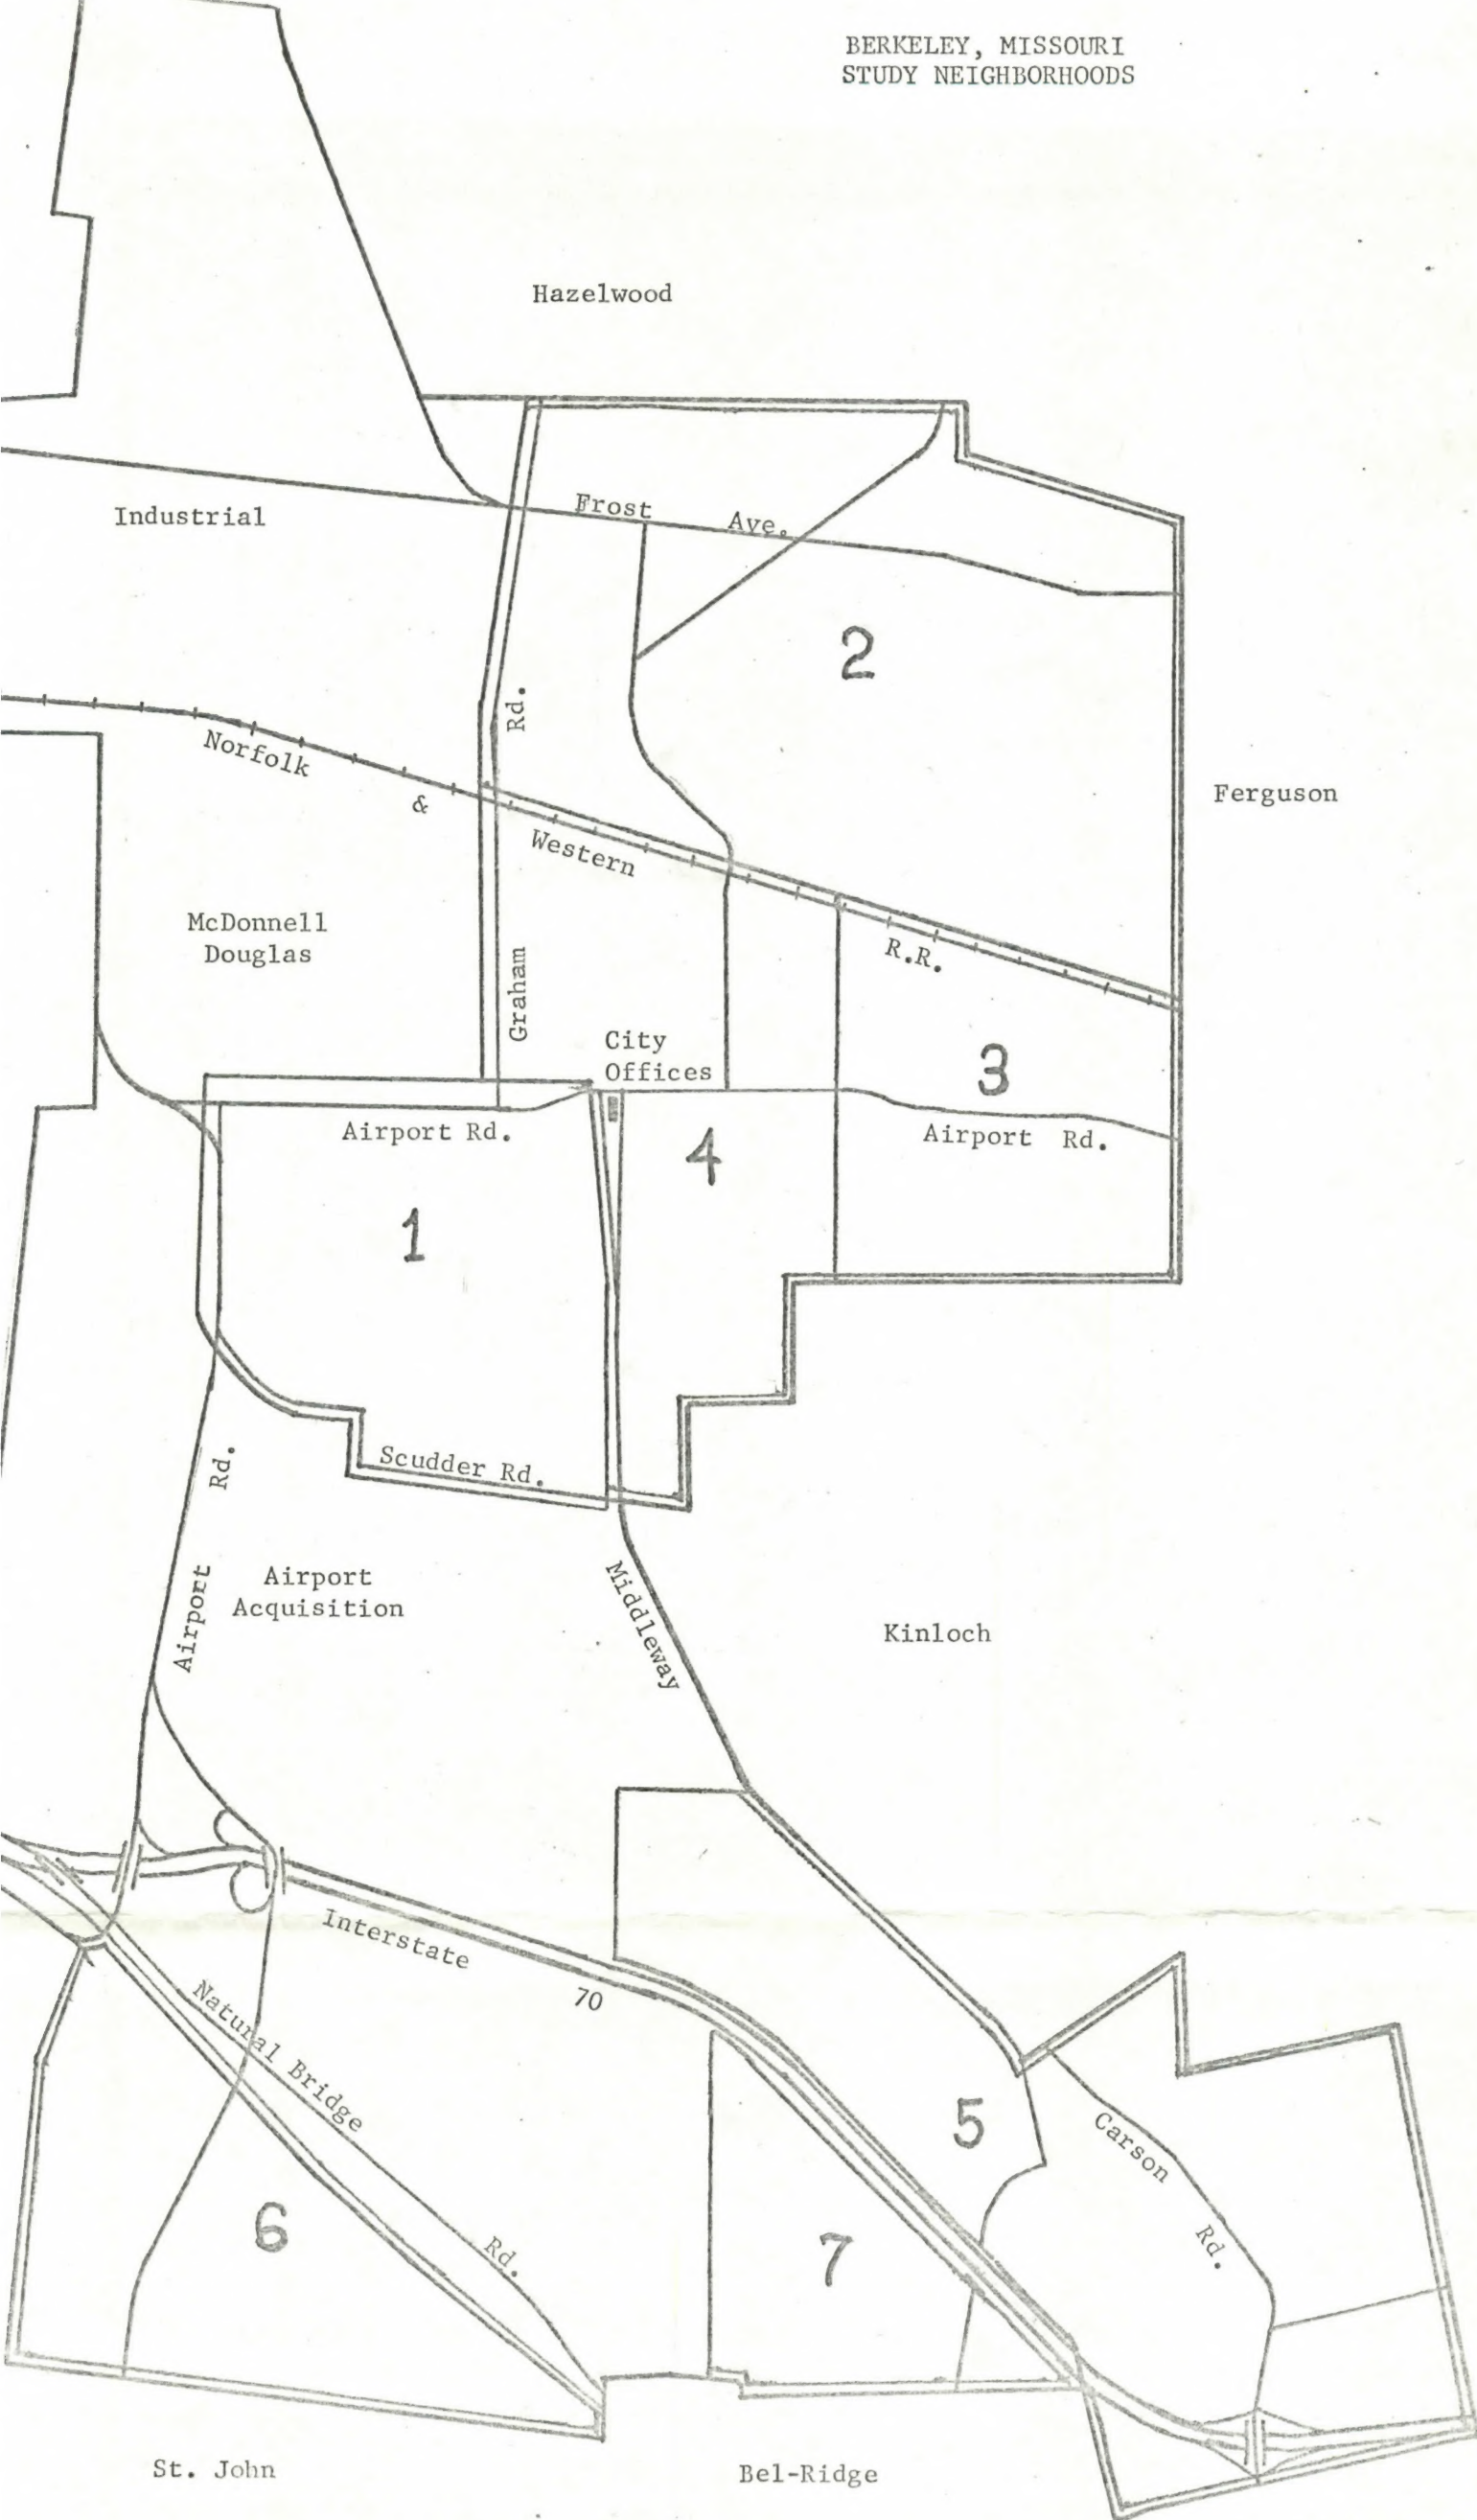 BERKELEY, MISSOURI
STUDY NEIGHBORHOODS
Hazelwood
Industrial
Frost Ave.
2
Rd.
Norfolk & Western R.R.
Ferguson
McDonnell
Douglas
Graham
City
Offices
3
Airport Rd.
Airport Rd.
4
1
Scudder Rd.
Airport Rd.
Airport
Acquisition
Middleway
Kinloch
Interstate 70
Natural Bridge Rd.
5
Carson Rd.
6
7
St. John
Bel-Ridge